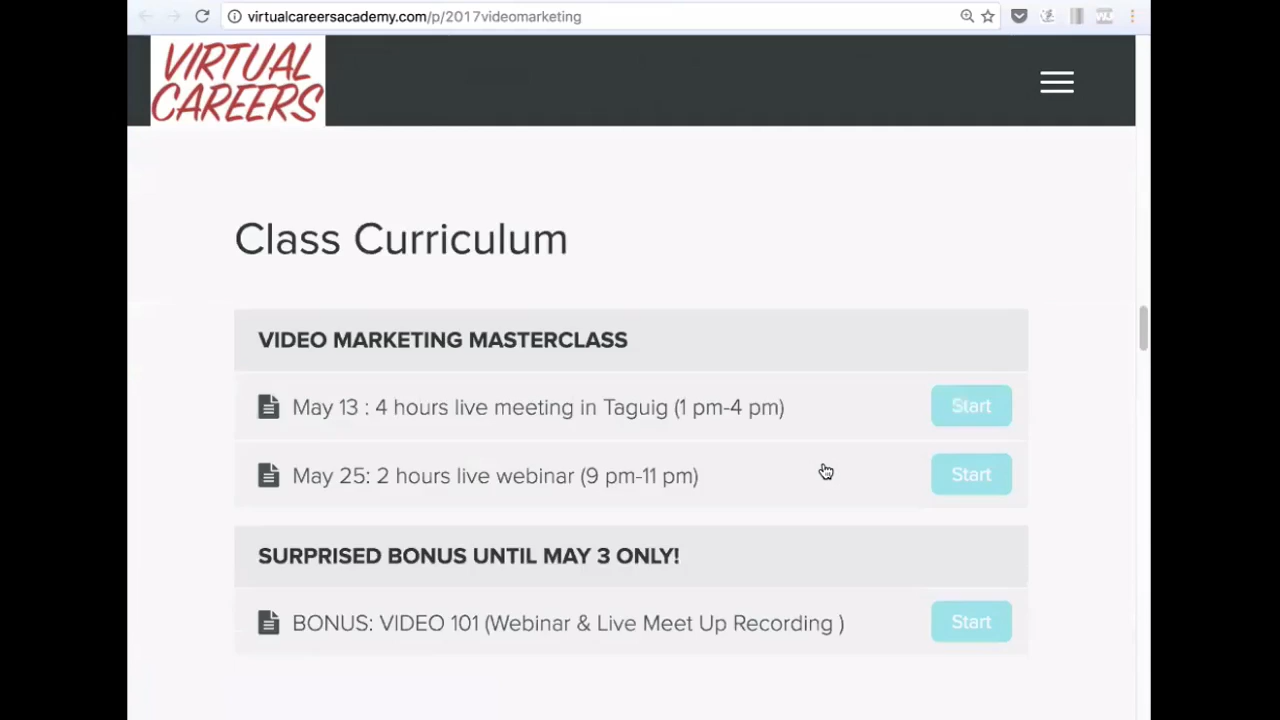 virtualcareersacademy.com/p/2017videomarketing
VIRTUAL
CAREERS
Class Curriculum
VIDEO MARKETING MASTERCLASS
May 13 : 4 hours live meeting in Taguig (1 pm-4 pm)
Start
May 25: 2 hours live webinar (9 pm-11 pm)
Start
SURPRISED BONUS UNTIL MAY 3 ONLY!
BONUS: VIDEO 101 (Webinar & Live Meet Up Recording )
Start